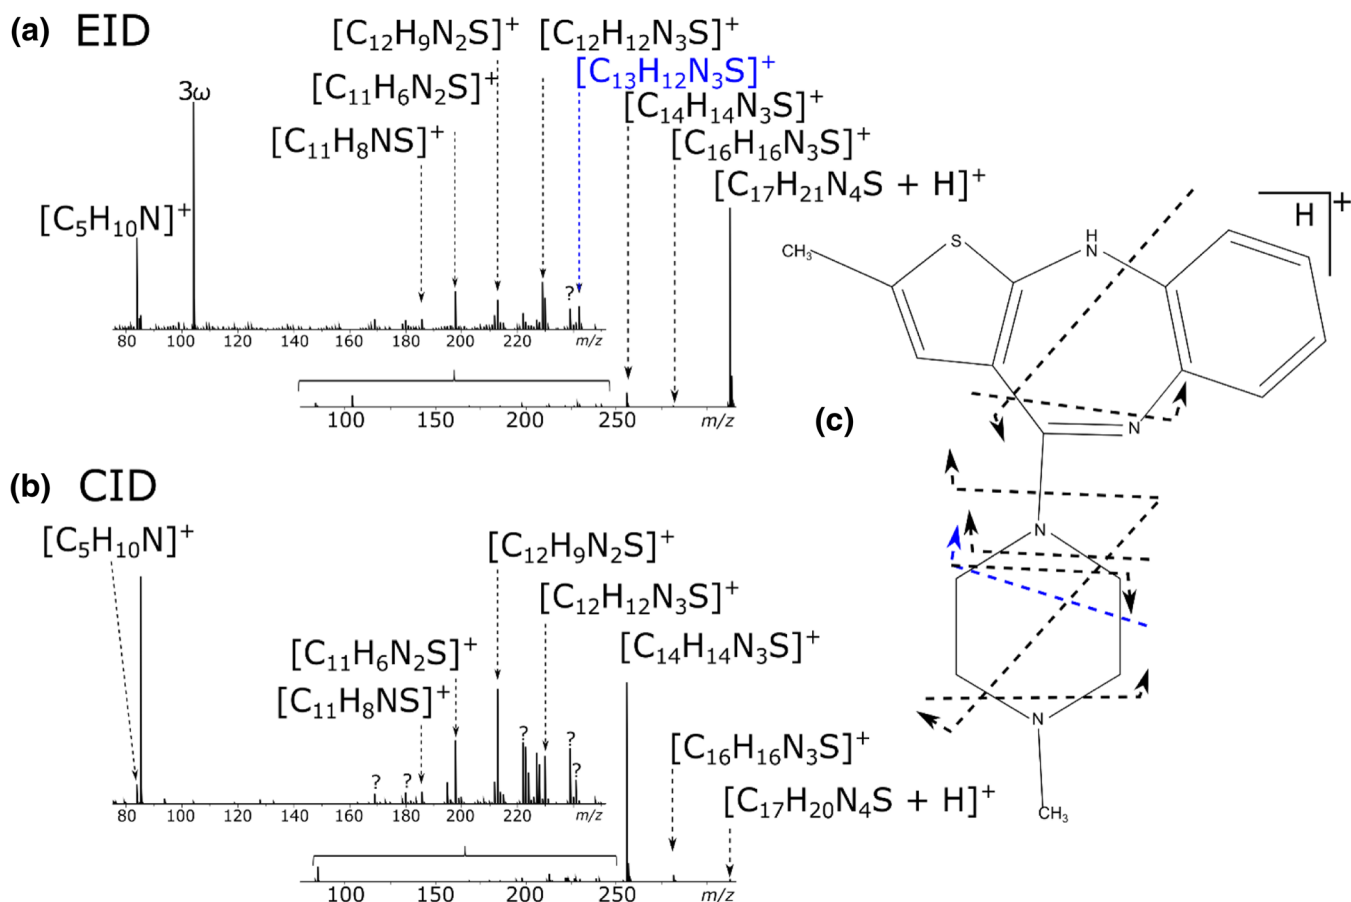 (a) EID
[C₁₂H₉N₂S]⁺ [C₁₂H₁₂N₃S]⁺
[C₁₃H₁₂N₃S]⁺
[C₁₁H₆N₂S]⁺
[C₁₄H₁₄N₃S]⁺
3ω
[C₁₁H₈NS]⁺ [C₁₆H₁₆N₃S]⁺
[C₁₇H₂₁N₄S + H]⁺
[C₅H₁₀N]⁺
?
80 100 120 140 160 180 200 220 m/z
100 150 200 250 m/z
(b) CID
[C₅H₁₀N]⁺ [C₁₂H₉N₂S]⁺
[C₁₂H₁₂N₃S]⁺
[C₁₁H₆N₂S]⁺ [C₁₄H₁₄N₃S]⁺
[C₁₁H₈NS]⁺
? ? ? ? ?
[C₁₆H₁₆N₃S]⁺
[C₁₇H₂₀N₄S + H]⁺
80 100 120 140 160 180 200 220 m/z
100 150 200 250 m/z
(c)
H +
S
H
N
CH₃
N
N
N
CH₃